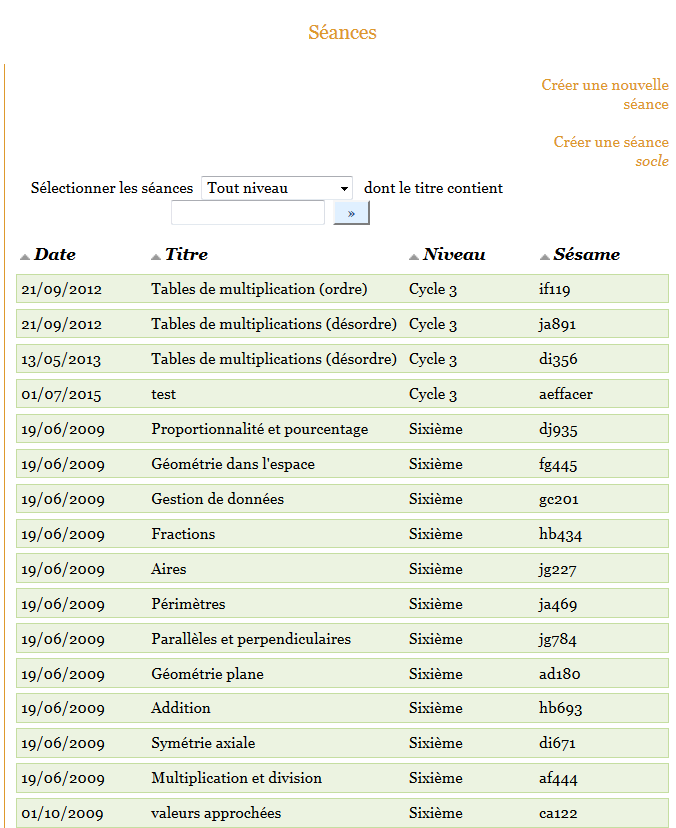 Séances
Créer une nouvelle
séance
Créer une séance
socle
Sélectionner les séances Tout niveau dont le titre contient
»
Date Titre Niveau Sésame
21/09/2012 Tables de multiplication (ordre) Cycle 3 if119
21/09/2012 Tables de multiplications (désordre) Cycle 3 ja891
13/05/2013 Tables de multiplications (désordre) Cycle 3 di356
01/07/2015 test Cycle 3 aeffacer
19/06/2009 Proportionnalité et pourcentage Sixième dj935
19/06/2009 Géométrie dans l'espace Sixième fg445
19/06/2009 Gestion de données Sixième gc201
19/06/2009 Fractions Sixième hb434
19/06/2009 Aires Sixième jg227
19/06/2009 Périmètres Sixième ja469
19/06/2009 Parallèles et perpendiculaires Sixième jg784
19/06/2009 Géométrie plane Sixième ad180
19/06/2009 Addition Sixième hb693
19/06/2009 Symétrie axiale Sixième di671
19/06/2009 Multiplication et division Sixième af444
01/10/2009 valeurs approchées Sixième ca122